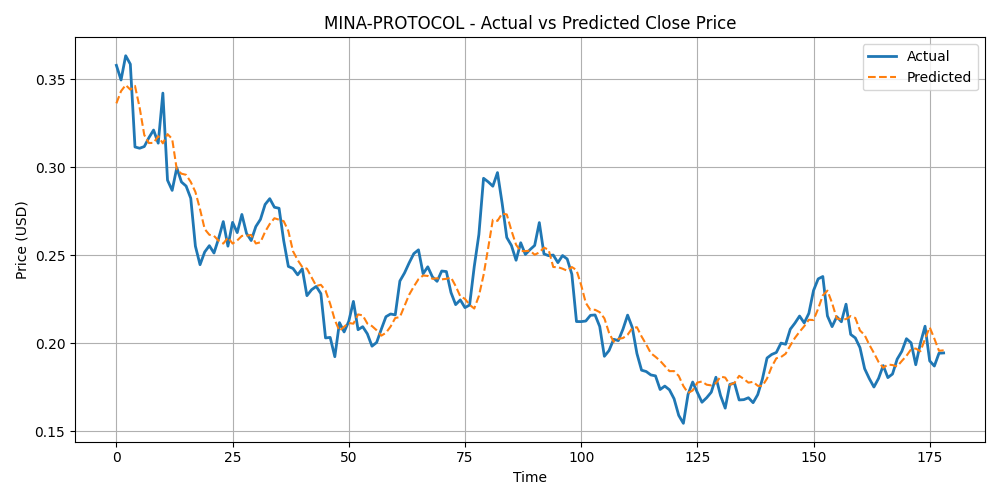 MINA-PROTOCOL - Actual vs Predicted Close Price
Actual
Predicted
Price (USD)
0.35
0.30
0.25
0.20
0.15
0 25 50 75 100 125 150 175
Time